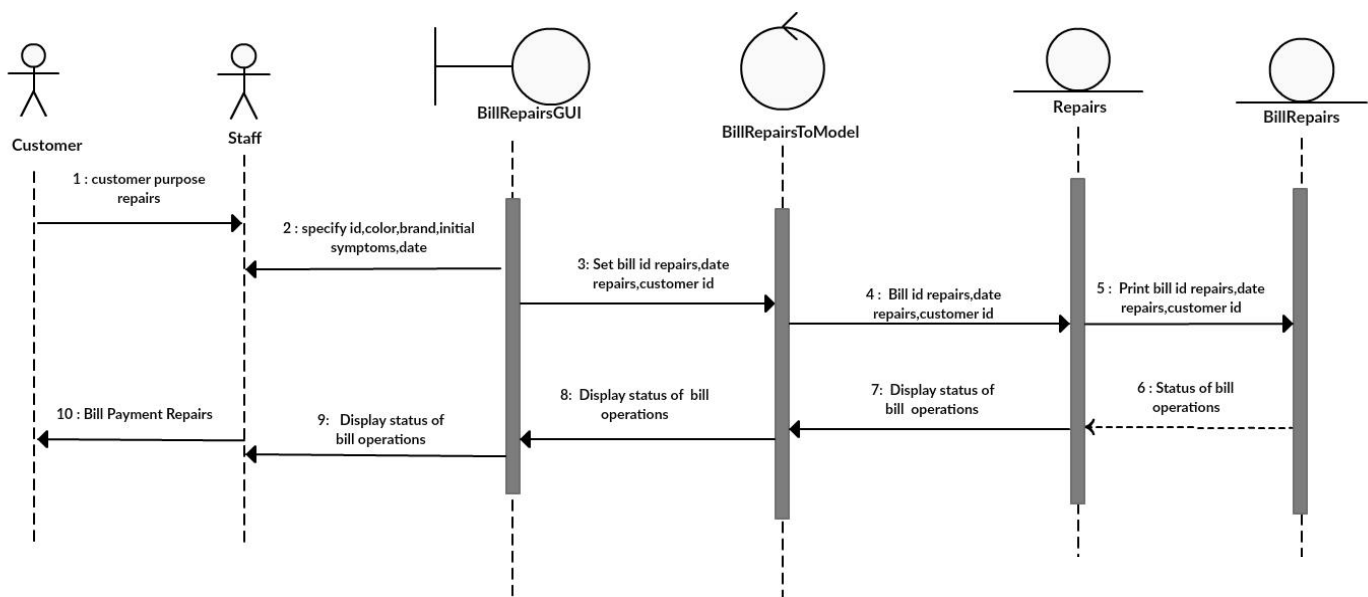 Customer
Staff
BillRepairsGUI
BillRepairsToModel
Repairs
BillRepairs
1 : customer purpose
repairs
2 : specify id,color,brand,initial
symptoms,date
3: Set bill id repairs,date
repairs,customer id
4 : Bill id repairs,date
repairs,customer id
5 : Print bill id repairs,date
repairs,customer id
6 : Status of bill
operations
7: Display status of
bill operations
8: Display status of bill
operations
9: Display status of
bill operations
10 : Bill Payment Repairs